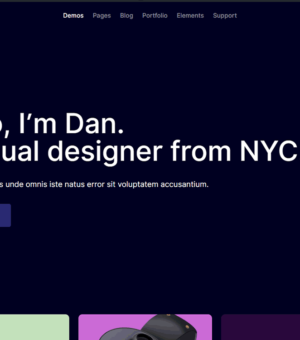 Demos Pages Blog Portfolio Elements Support
, I’m Dan.
ual designer from NYC
unde omnis iste natus error sit voluptatem accusantium.